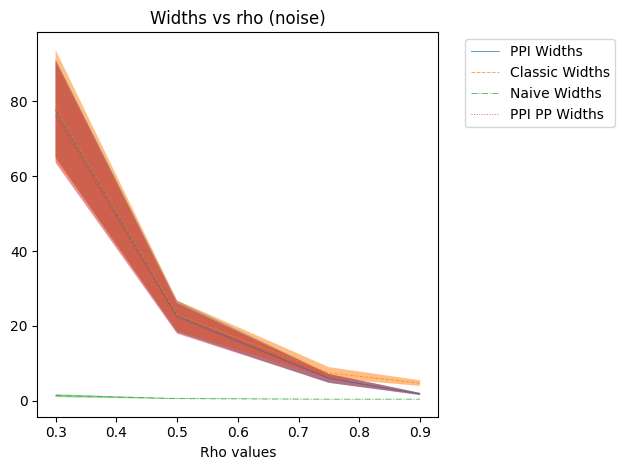 Widths vs rho (noise)
PPI Widths
Classic Widths
Naive Widths
PPI PP Widths
80
60
40
20
0
0.3 0.4 0.5 0.6 0.7 0.8 0.9
Rho values